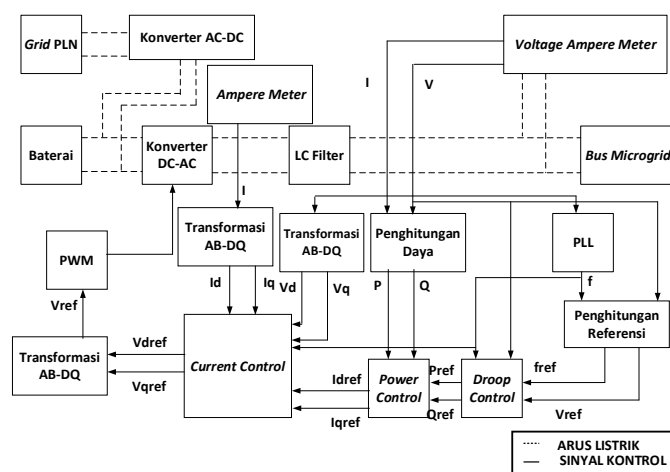 Grid PLN
Konverter AC-DC
Voltage Ampere Meter
Ampere Meter
I
V
Baterai
Konverter
DC-AC
LC Filter
Bus Microgrid
I
Transformasi
AB-DQ
Transformasi
AB-DQ
Penghitungan
Daya
PLL
PWM
Id
Iq
Vd
Vq
P
Q
f
Vref
Penghitungan
Referensi
Transformasi
AB-DQ
Vdref
Vqref
Current Control
Idref
Iqref
Power
Control
Pref
Qref
Droop
Control
fref
Vref
ARUS LISTRIK
SINYAL KONTROL